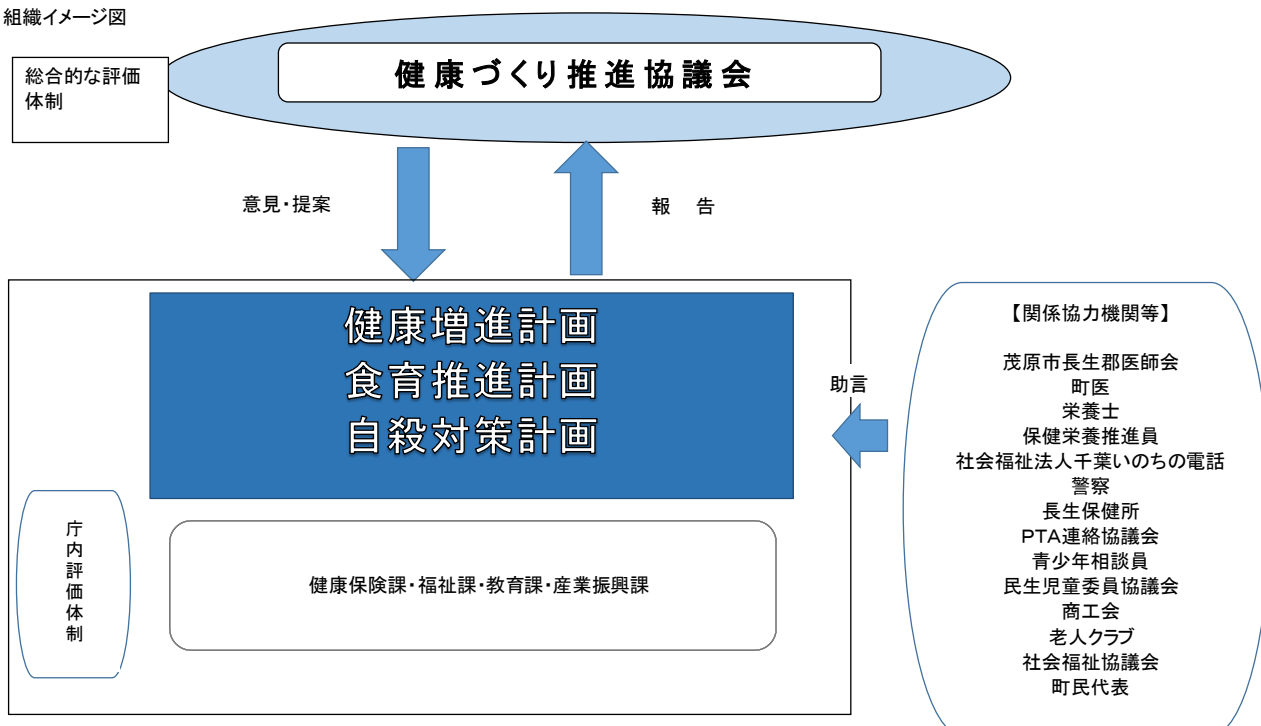 組織イメージ図
総合的な評価
体制
健康づくり推進協議会
意見・提案
報　告
健康増進計画
食育推進計画
自殺対策計画
助言
庁内評価体制
健康保険課・福祉課・教育課・産業振興課
【関係協力機関等】
茂原市長生郡医師会
町医
栄養士
保健栄養推進員
社会福祉法人千葉いのちの電話
警察
長生保健所
PTA連絡協議会
青少年相談員
民生児童委員協議会
商工会
老人クラブ
社会福祉協議会
町民代表